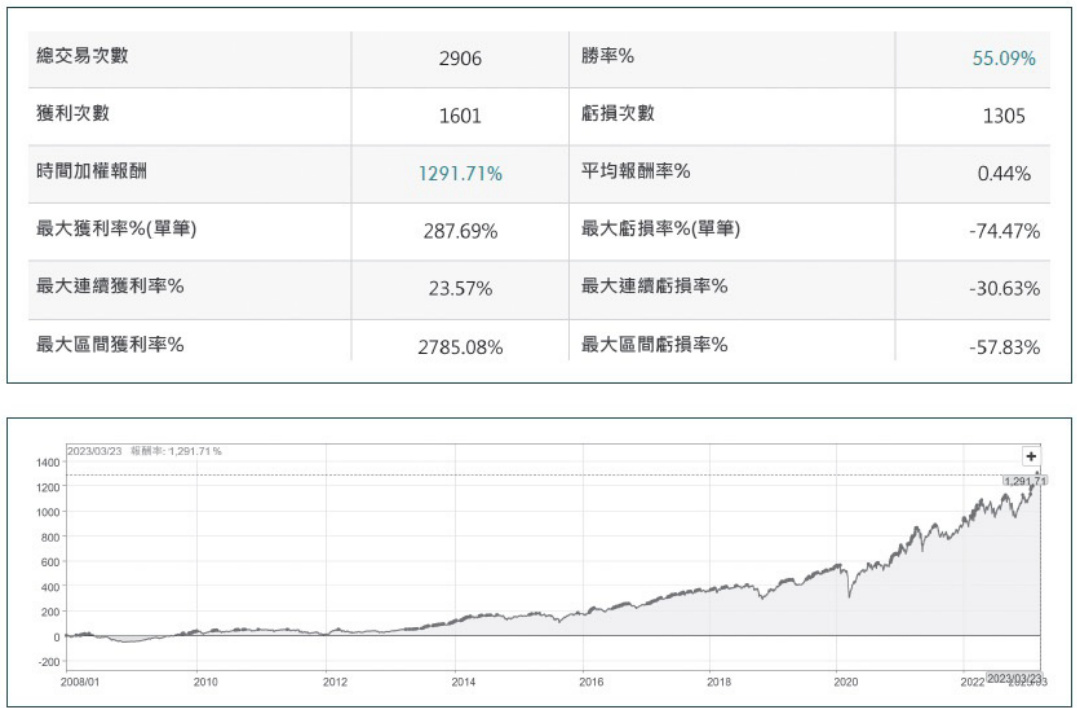 總交易次數 2906 勝率% 55.09%
獲利次數 1601 虧損次數 1305
時間加權報酬 1291.71% 平均報酬率% 0.44%
最大獲利率%(單筆) 287.69% 最大虧損率%(單筆) -74.47%
最大連續獲利率% 23.57% 最大連續虧損率% -30.63%
最大區間獲利率% 2785.08% 最大區間虧損率% -57.83%
2023/03/23 報酬率: 1,291.71%
+
1400
1,291.71
1200
1000
800
600
400
200
0
-200
2008/01 2010 2012 2014 2016 2018 2020 2022 2023/03/23